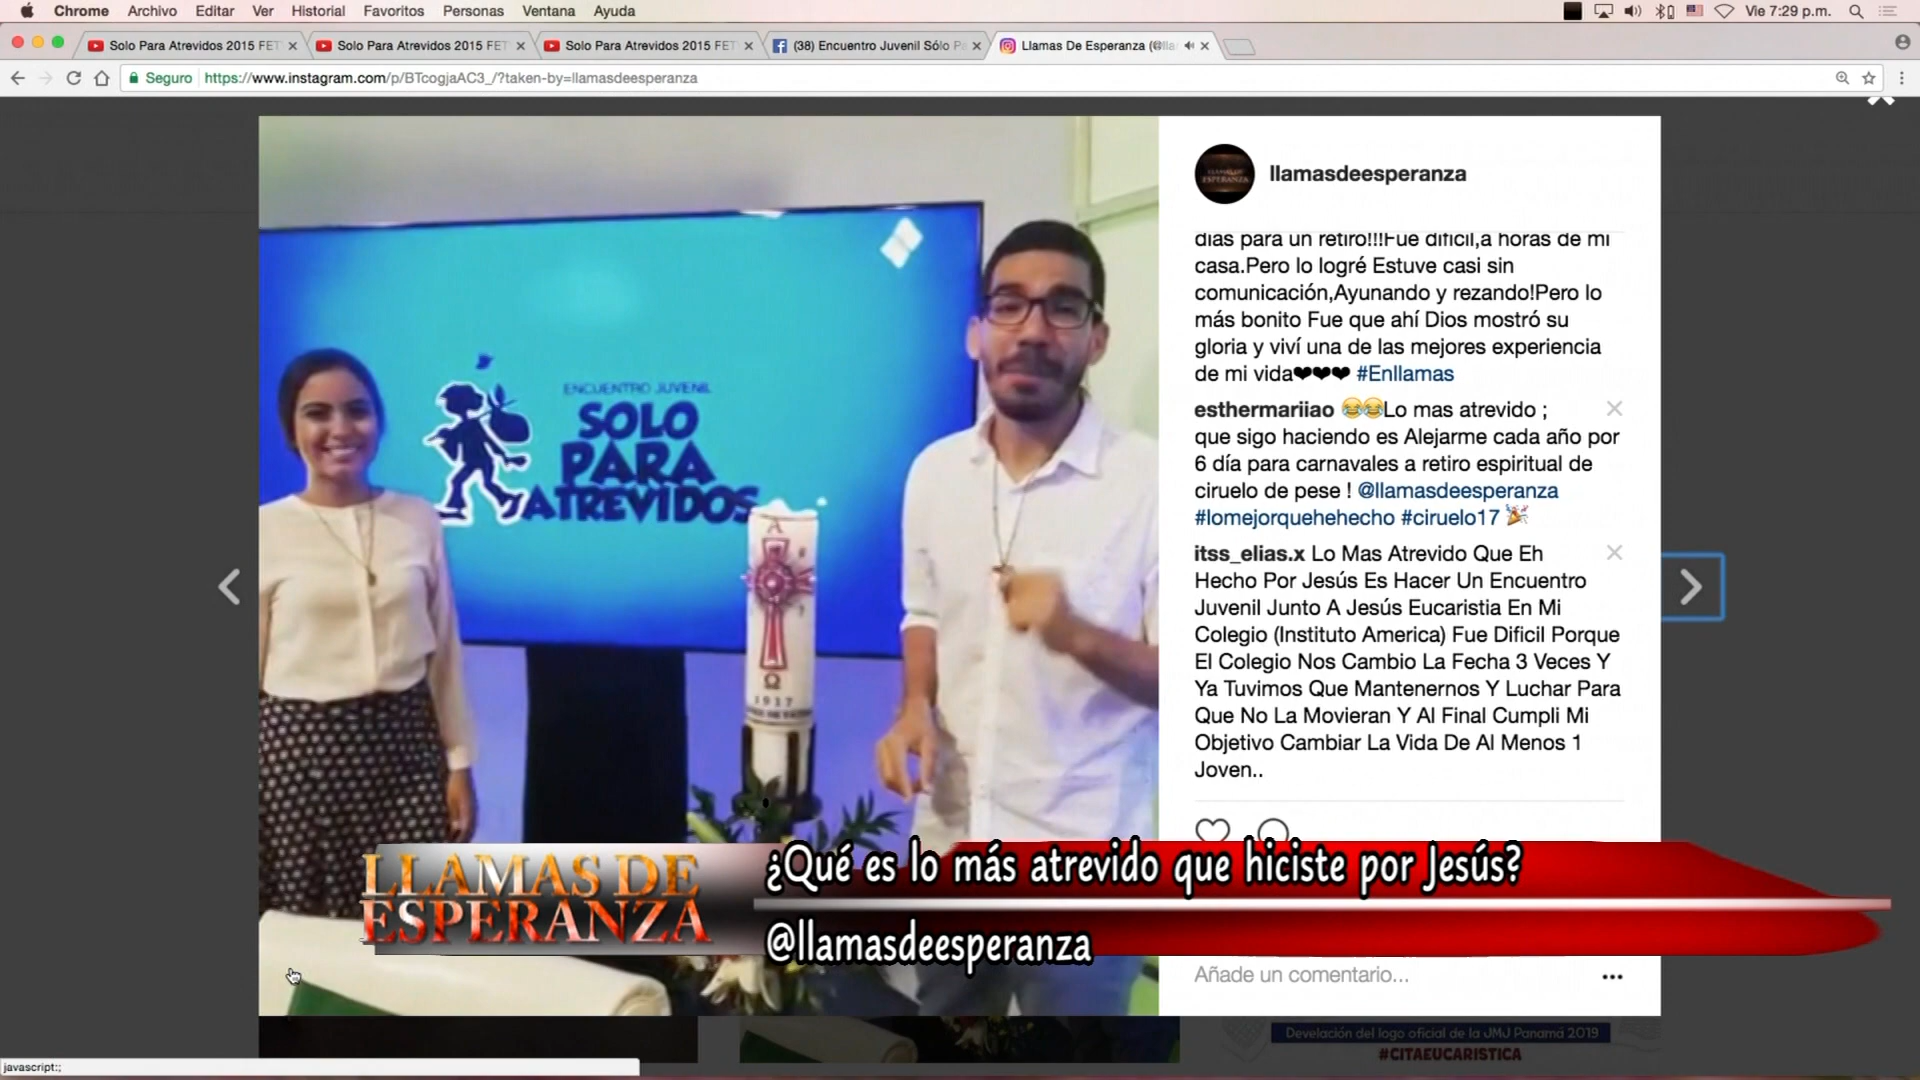 Chrome Archivo Editar Ver Historial Favoritos Personas Ventana Ayuda
Vie 7:29 p.m.
Solo Para Atrevidos 2015 FET
Solo Para Atrevidos 2015 FET
Solo Para Atrevidos 2015 FET
(38) Encuentro Juvenil Sólo Pa
Llamas De Esperanza (@lla
Seguro https://www.instagram.com/p/BTcogjaAC3_/?taken-by=llamasdeesperanza
llamasdeesperanza
días para un retiro!!!Fue difícil,a horas de mi
casa.Pero lo logré Estuve casi sin
comunicación,Ayunando y rezando!Pero lo
más bonito Fue que ahí Dios mostró su
gloria y viví una de las mejores experiencia
de mi vida❤❤❤ #Enllamas
esthermariiao 😂😂Lo mas atrevido ;
que sigo haciendo es Alejarme cada año por
6 día para carnavales a retiro espiritual de
ciruelo de pese ! @llamasdeesperanza
#lomejorquehehecho #ciruelo17 🎉
itss_elias.x Lo Mas Atrevido Que Eh
Hecho Por Jesús Es Hacer Un Encuentro
Juvenil Junto A Jesús Eucaristia En Mi
Colegio (Instituto America) Fue Dificil Porque
El Colegio Nos Cambio La Fecha 3 Veces Y
Ya Tuvimos Que Mantenernos Y Luchar Para
Que No La Movieran Y Al Final Cumpli Mi
Objetivo Cambiar La Vida De Al Menos 1
Joven..
ENCUENTRO JUVENIL
SOLO
PARA
ATREVIDOS
A
Ω
LLAMAS DE
ESPERANZA
¿Qué es lo más atrevido que hiciste por Jesús?
@llamasdeesperanza
Añade un comentario...
Develación del logo oficial de la JMJ Panamá 2019
#CITAEUCARISTICA
javascript:;